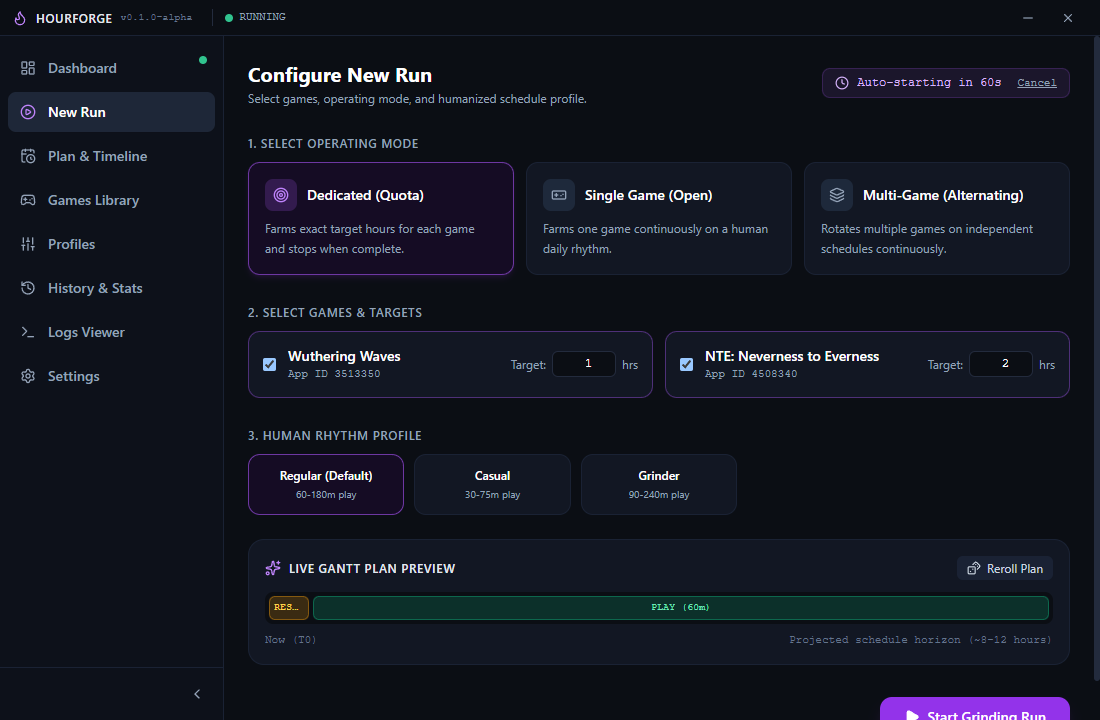 HOURFORGE v0.1.0-alpha RUNNING
Dashboard
New Run
Plan & Timeline
Games Library
Profiles
History & Stats
Logs Viewer
Settings
Configure New Run
Select games, operating mode, and humanized schedule profile.
Auto-starting in 60s Cancel
1. SELECT OPERATING MODE
Dedicated (Quota)
Farms exact target hours for each game
and stops when complete.
Single Game (Open)
Farms one game continuously on a human
daily rhythm.
Multi-Game (Alternating)
Rotates multiple games on independent
schedules continuously.
2. SELECT GAMES & TARGETS
Wuthering Waves
App ID 3513350
Target: 1 hrs
NTE: Neverness to Everness
App ID 4508340
Target: 2 hrs
3. HUMAN RHYTHM PROFILE
Regular (Default)
60-180m play
Casual
30-75m play
Grinder
90-240m play
LIVE GANTT PLAN PREVIEW
Reroll Plan
RES… PLAY (60m)
Now (T0) Projected schedule horizon (~8-12 hours)
Start Grinding Run